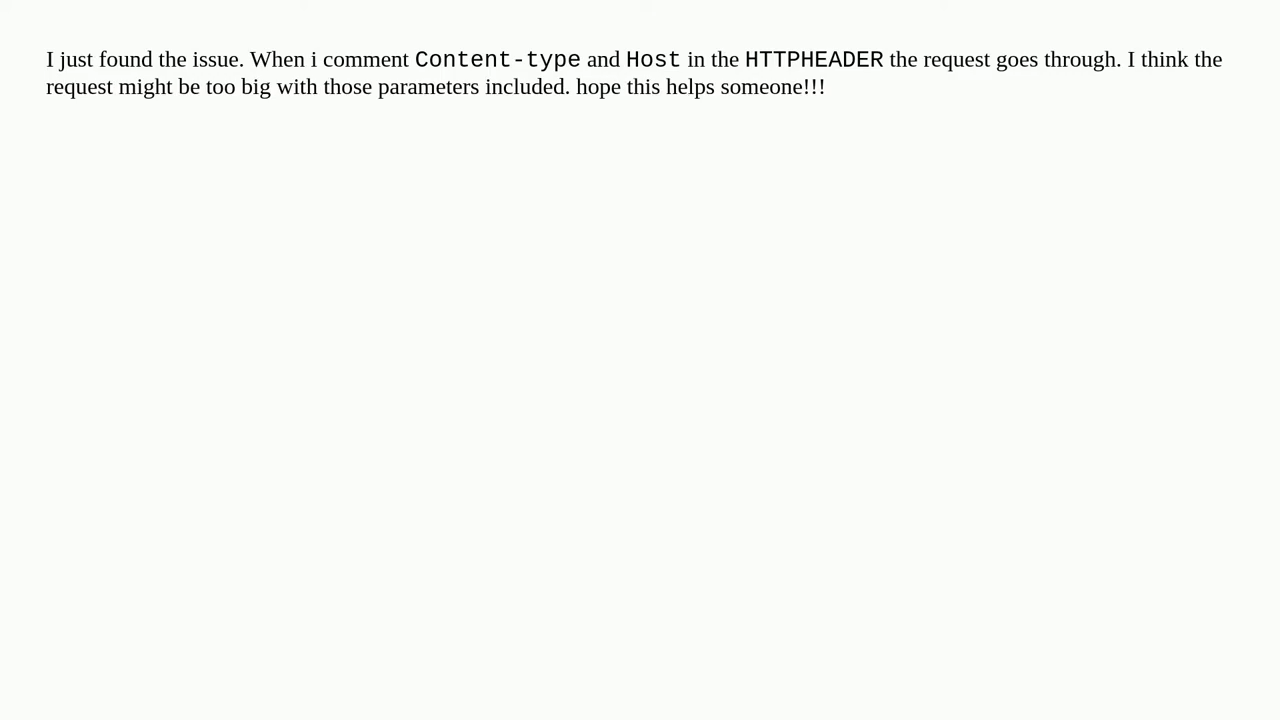 I just found the issue. When i comment Content-type and Host in the HTTPHEADER the request goes through. I think the
request might be too big with those parameters included. hope this helps someone!!!